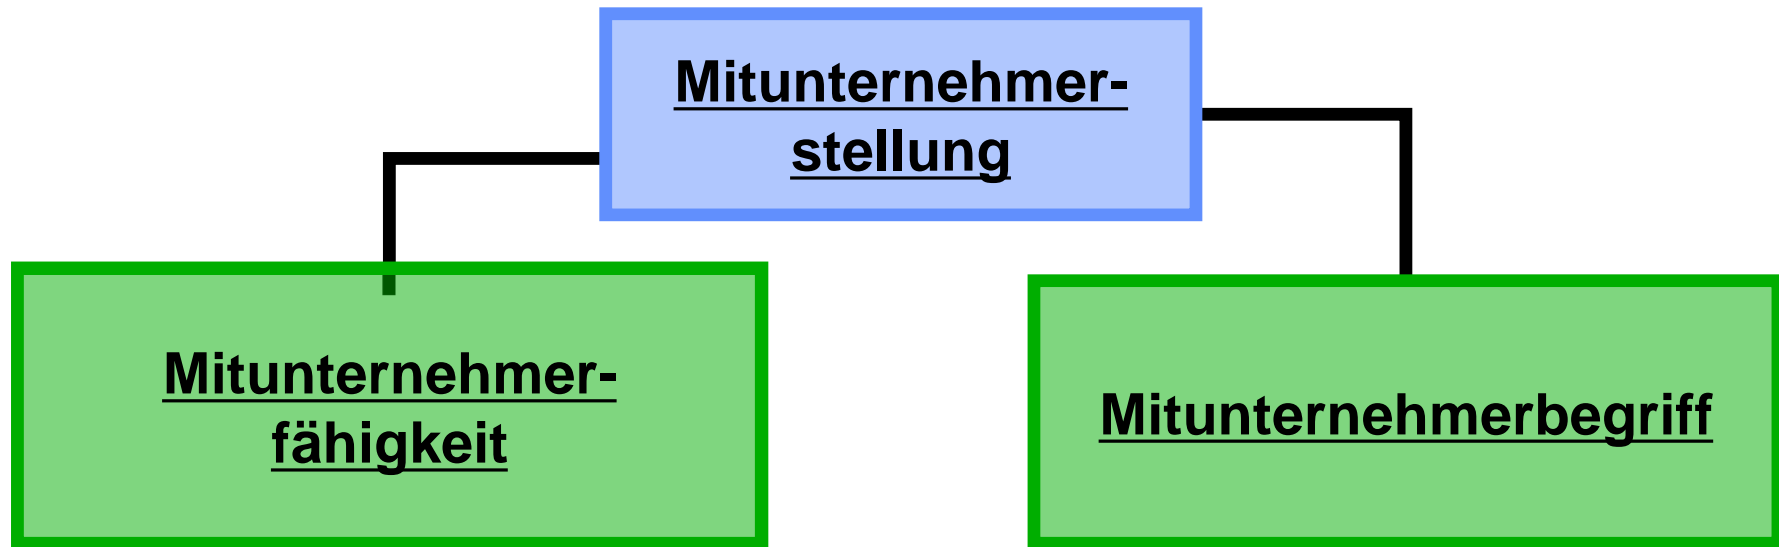 Mitunternehmer-
stellung
Mitunternehmer-
fähigkeit
Mitunternehmerbegriff